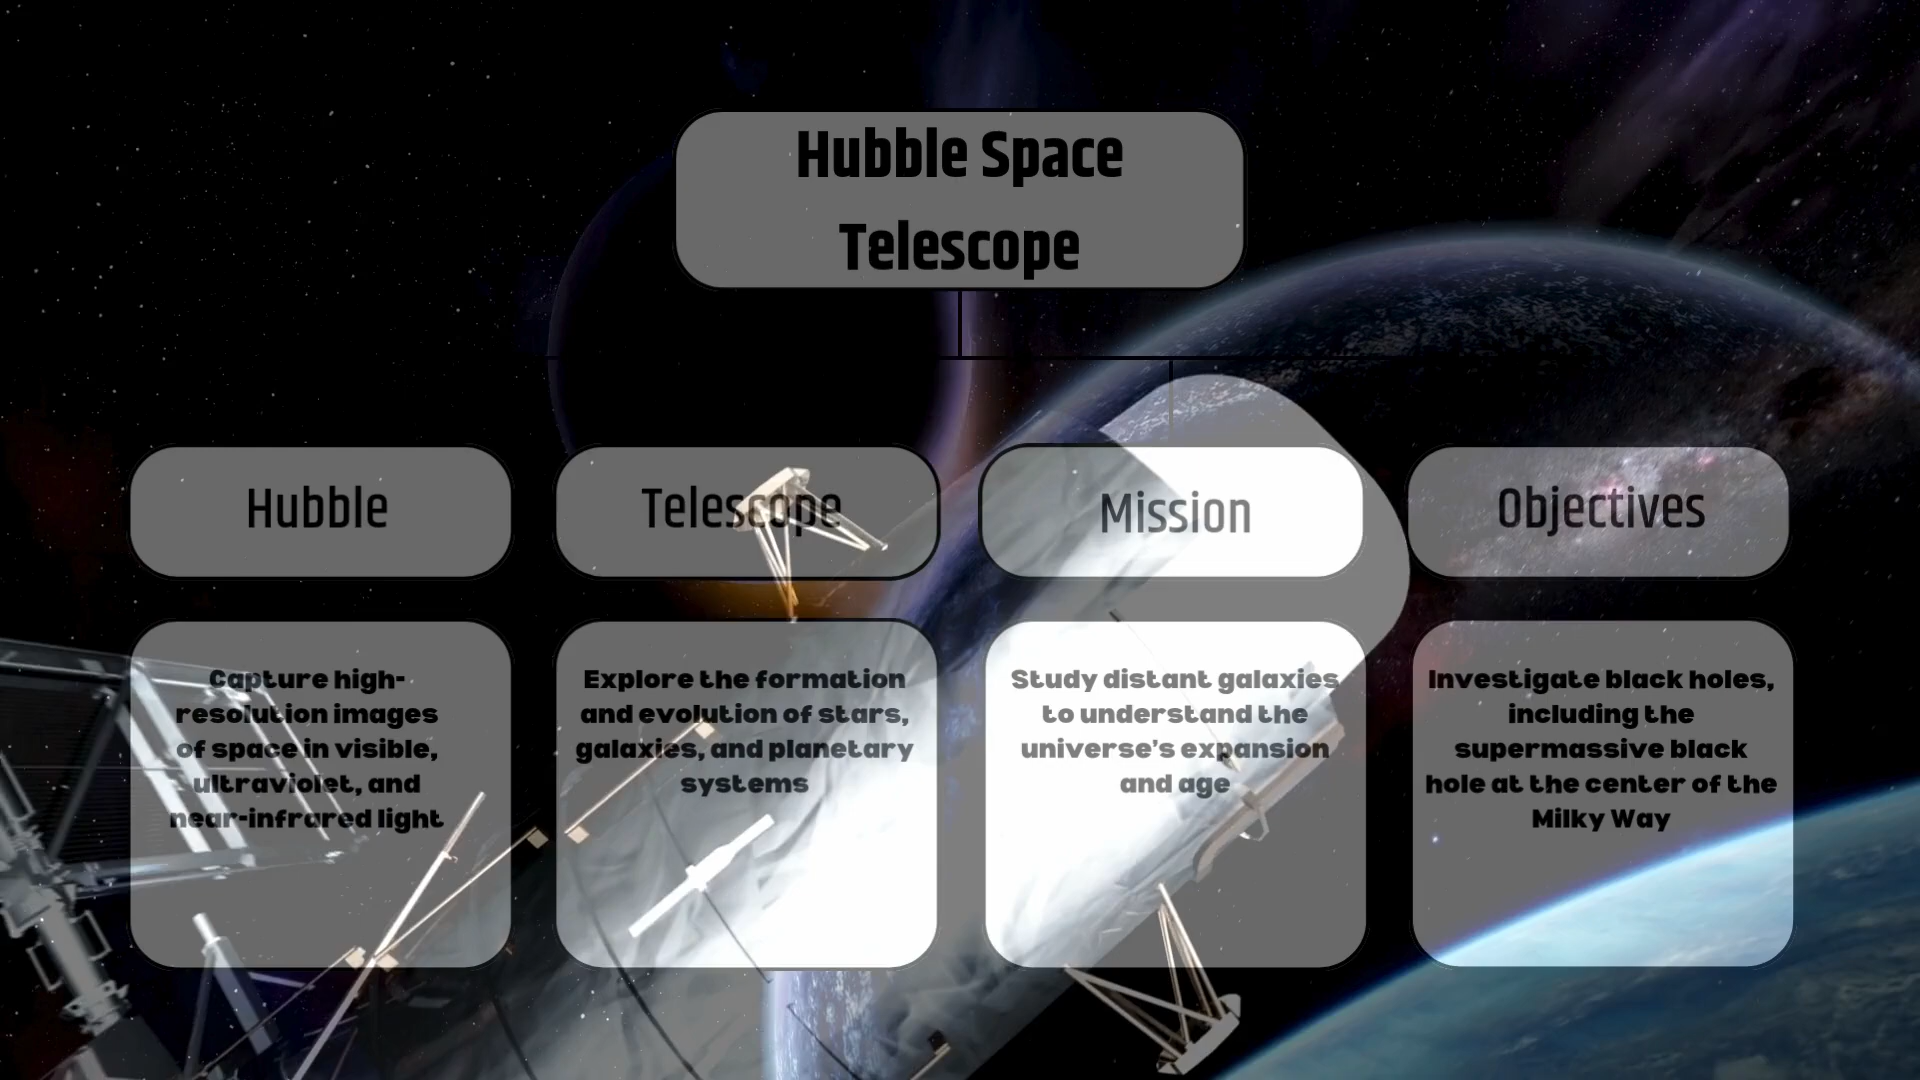 Hubble Space
Telescope
Hubble
Telescope
Mission
Objectives
Capture high-
resolution images
of space in visible,
ultraviolet, and
near-infrared light
Explore the formation
and evolution of stars,
galaxies, and planetary
systems
Study distant galaxies
to understand the
universe's expansion
and age
Investigate black holes,
including the
supermassive black
hole at the center of the
Milky Way